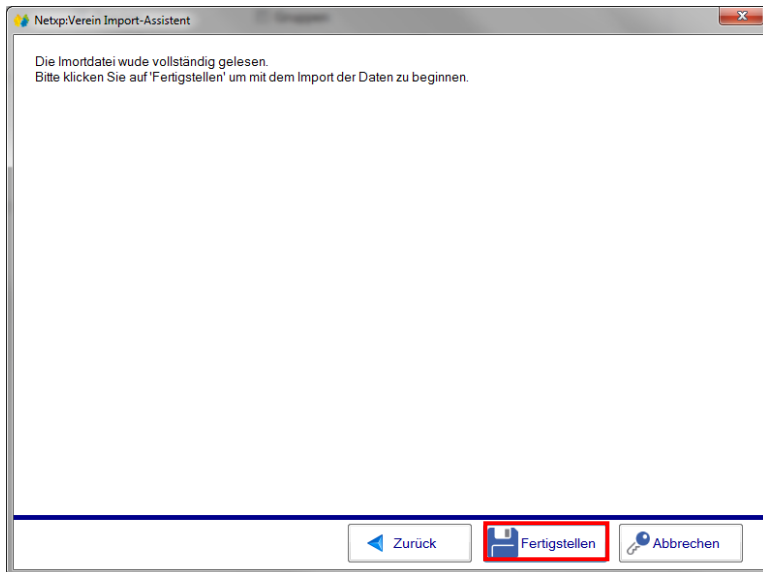 Netxp:Verein Import-Assistent
Gruppen
Die Imortdatei wude vollständig gelesen.
Bitte klicken Sie auf 'Fertigstellen' um mit dem Import der Daten zu beginnen.
Zurück
Fertigstellen
Abbrechen